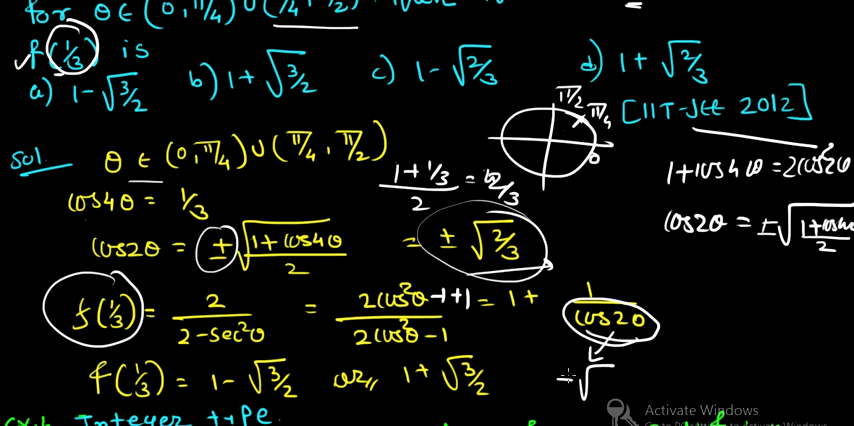 for θ ∈ (0, π/4) ∪ (π/4, π/2)
f(1/3) is
a) 1-√3/2 b) 1+√3/2 c) 1-√2/3 d) 1+√2/3
[IIT-JEE 2012]
π/2
π/4
0
Sol. θ ∈ (0, π/4) ∪ (π/4, π/2)
cos4θ = 1/3
(1+1/3)/2 = 2/3
1+cos4θ = 2cos²2θ
cos2θ = ±√(1+cos4θ)/2 = ±√2/3
cos2θ = ±√(1+cos4θ)/2
f(1/3) = 2/(2-sec²θ) = (2cos²θ-1+1)/(2cos²θ-1) = 1+ 1/cos2θ
f(1/3) = 1-√3/2 or 1+√3/2
Integer type
Activate Windows